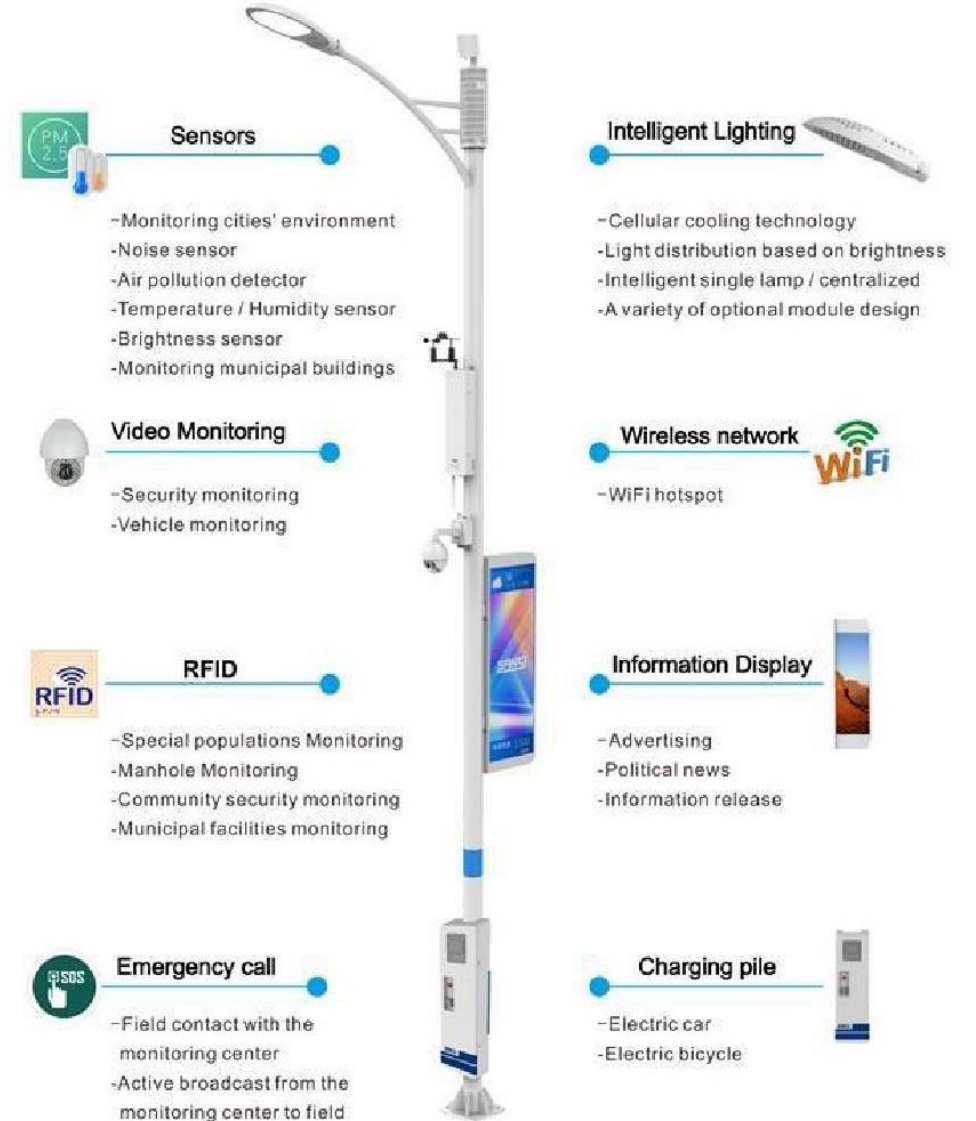 PM
2.5
Sensors
-Monitoring cities' environment
-Noise sensor
-Air pollution detector
-Temperature / Humidity sensor
-Brightness sensor
-Monitoring municipal buildings
Intelligent Lighting
-Cellular cooling technology
-Light distribution based on brightness
-Intelligent single lamp / centralized
-A variety of optional module design
Video Monitoring
-Security monitoring
-Vehicle monitoring
Wireless network
WiFi
-WiFi hotspot
SANSI
RFID
RFID
-Special populations Monitoring
-Manhole Monitoring
-Community security monitoring
-Municipal facilities monitoring
Information Display
-Advertising
-Political news
-Information release
SOS
Emergency call
-Field contact with the
monitoring center
-Active broadcast from the
monitoring center to field
Charging pile
-Electric car
-Electric bicycle